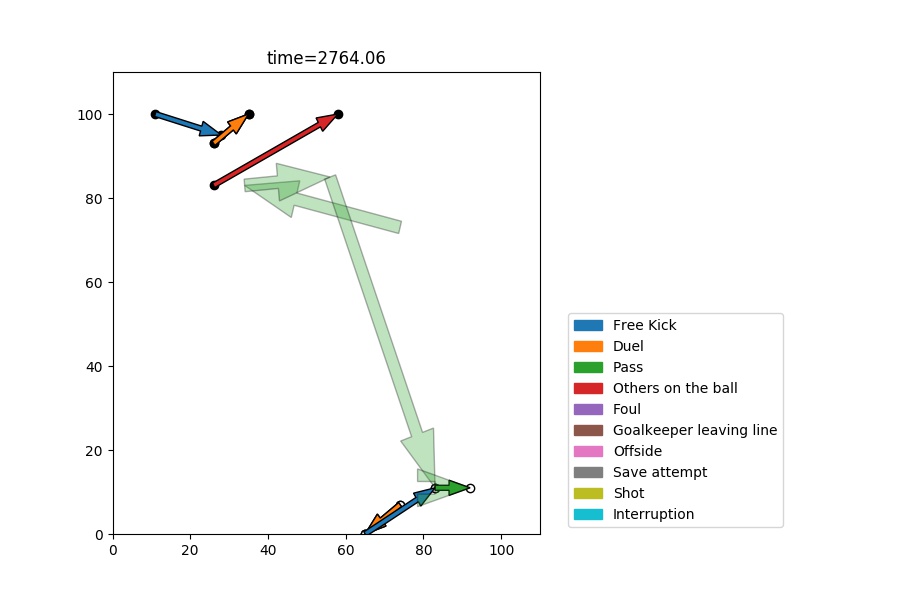 time=2764.06
100
80
60
40
20
0
0 20 40 60 80 100
Free Kick
Duel
Pass
Others on the ball
Foul
Goalkeeper leaving line
Offside
Save attempt
Shot
Interruption